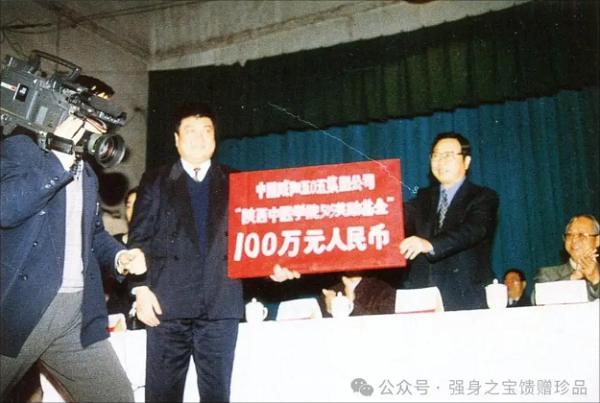 中国咸阳505集团公司
“陕西中医学院505奖励基金”
100万元人民币
公众号·强身之宝馈赠珍品